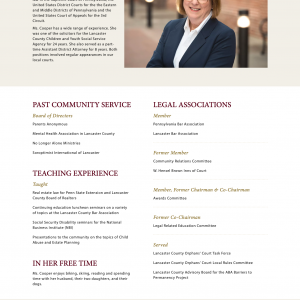 United States District Courts for the the Eastern
and Middle Districts of Pennsylvania and the
United States Court of Appeals for the 3rd
Circuit.
Ms. Cooper has a wide range of experience. She
was one of the solicitors for the Lancaster
County Children and Youth Social Service
Agency for 24 years. She also served as a part-
time Assistant District Attorney for 8 years. Both
positions involved regular appearances in our
local courts.
PAST COMMUNITY SERVICE
Board of Directors
Parents Anonymous
Mental Health Association in Lancaster County
No Longer Alone Ministries
Soroptimist International of Lancaster
TEACHING EXPERIENCE
Taught
Real estate law for Penn State Extension and Lancaster
County Board of Realtors
Continuing education luncheon seminars on a variety
of topics at the Lancaster County Bar Association
Social Security Disability seminars for the National
Business Institute (NBI)
Presentations to the community on the topics of Child
Abuse and Estate Planning
IN HER FREE TIME
Ms. Cooper enjoys biking, skiing, reading and spending
time with her husband, their two daughters, and their
dogs.
LEGAL ASSOCIATIONS
Member
Pennsylvania Bar Association
Lancaster Bar Association
Former Member
Community Relations Committee
W. Hensel Brown Inns of Court
Member, Former Chairman & Co-Chairman
Awards Committee
Former Co-Chairman
Legal Related Education Committee
Served
Lancaster County Orphans' Court Task Force
Lancaster County Orphans' Court Local Rules Committee
Lancaster County Advisory Board for the ABA Barriers to
Permanency Project